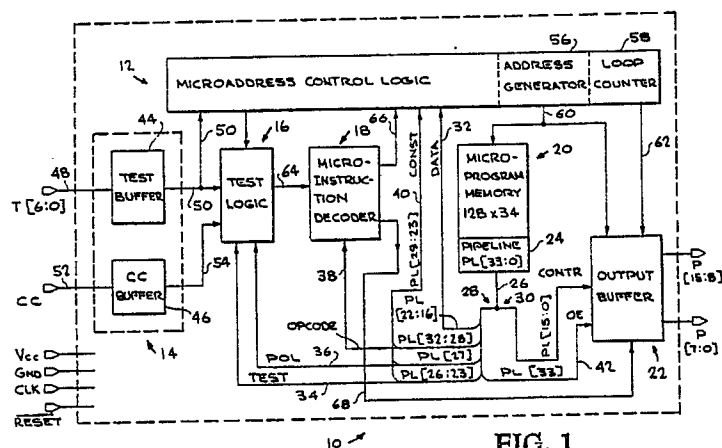 56
58
12
MICROADDRESS CONTROL LOGIC
ADDRESS GENERATOR
LOOP COUNTER
44
50
16
18
66
32
60
62
48
T [6:0]
TEST BUFFER
50
TEST LOGIC
64
MICRO-INSTRUCTION DECODER
CONST
40
PL [29:23]
DATA
MICRO-PROGRAM MEMORY
128 x 34
20
PIPELINE
PL [33:0]
24
26
52
CC
CC BUFFER
54
46
38
28
30
CONTR
PL [15:0]
OE
OUTPUT BUFFER
P
[15:8]
P
[7:0]
22
14
PL
[22:16]
OPCODE
PL [32:28]
POL
36
PL [27]
TEST
34
PL [26:23]
68
PL [33]
42
Vcc
GND
CLK
RESET
10
FIG. 1